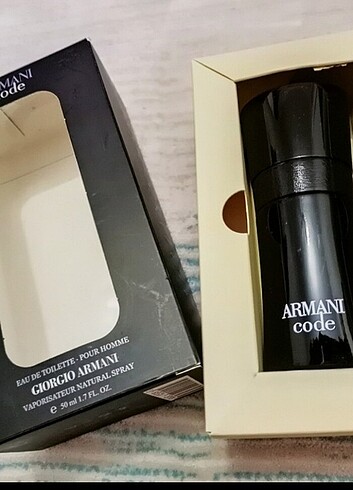 ARMANI
code
EAU DE TOILETTE - POUR HOMME
GIORGIO ARMANI
VAPORISATEUR NATURAL SPRAY
e 50 ml 1.7 FL. OZ.
ARMANI
code